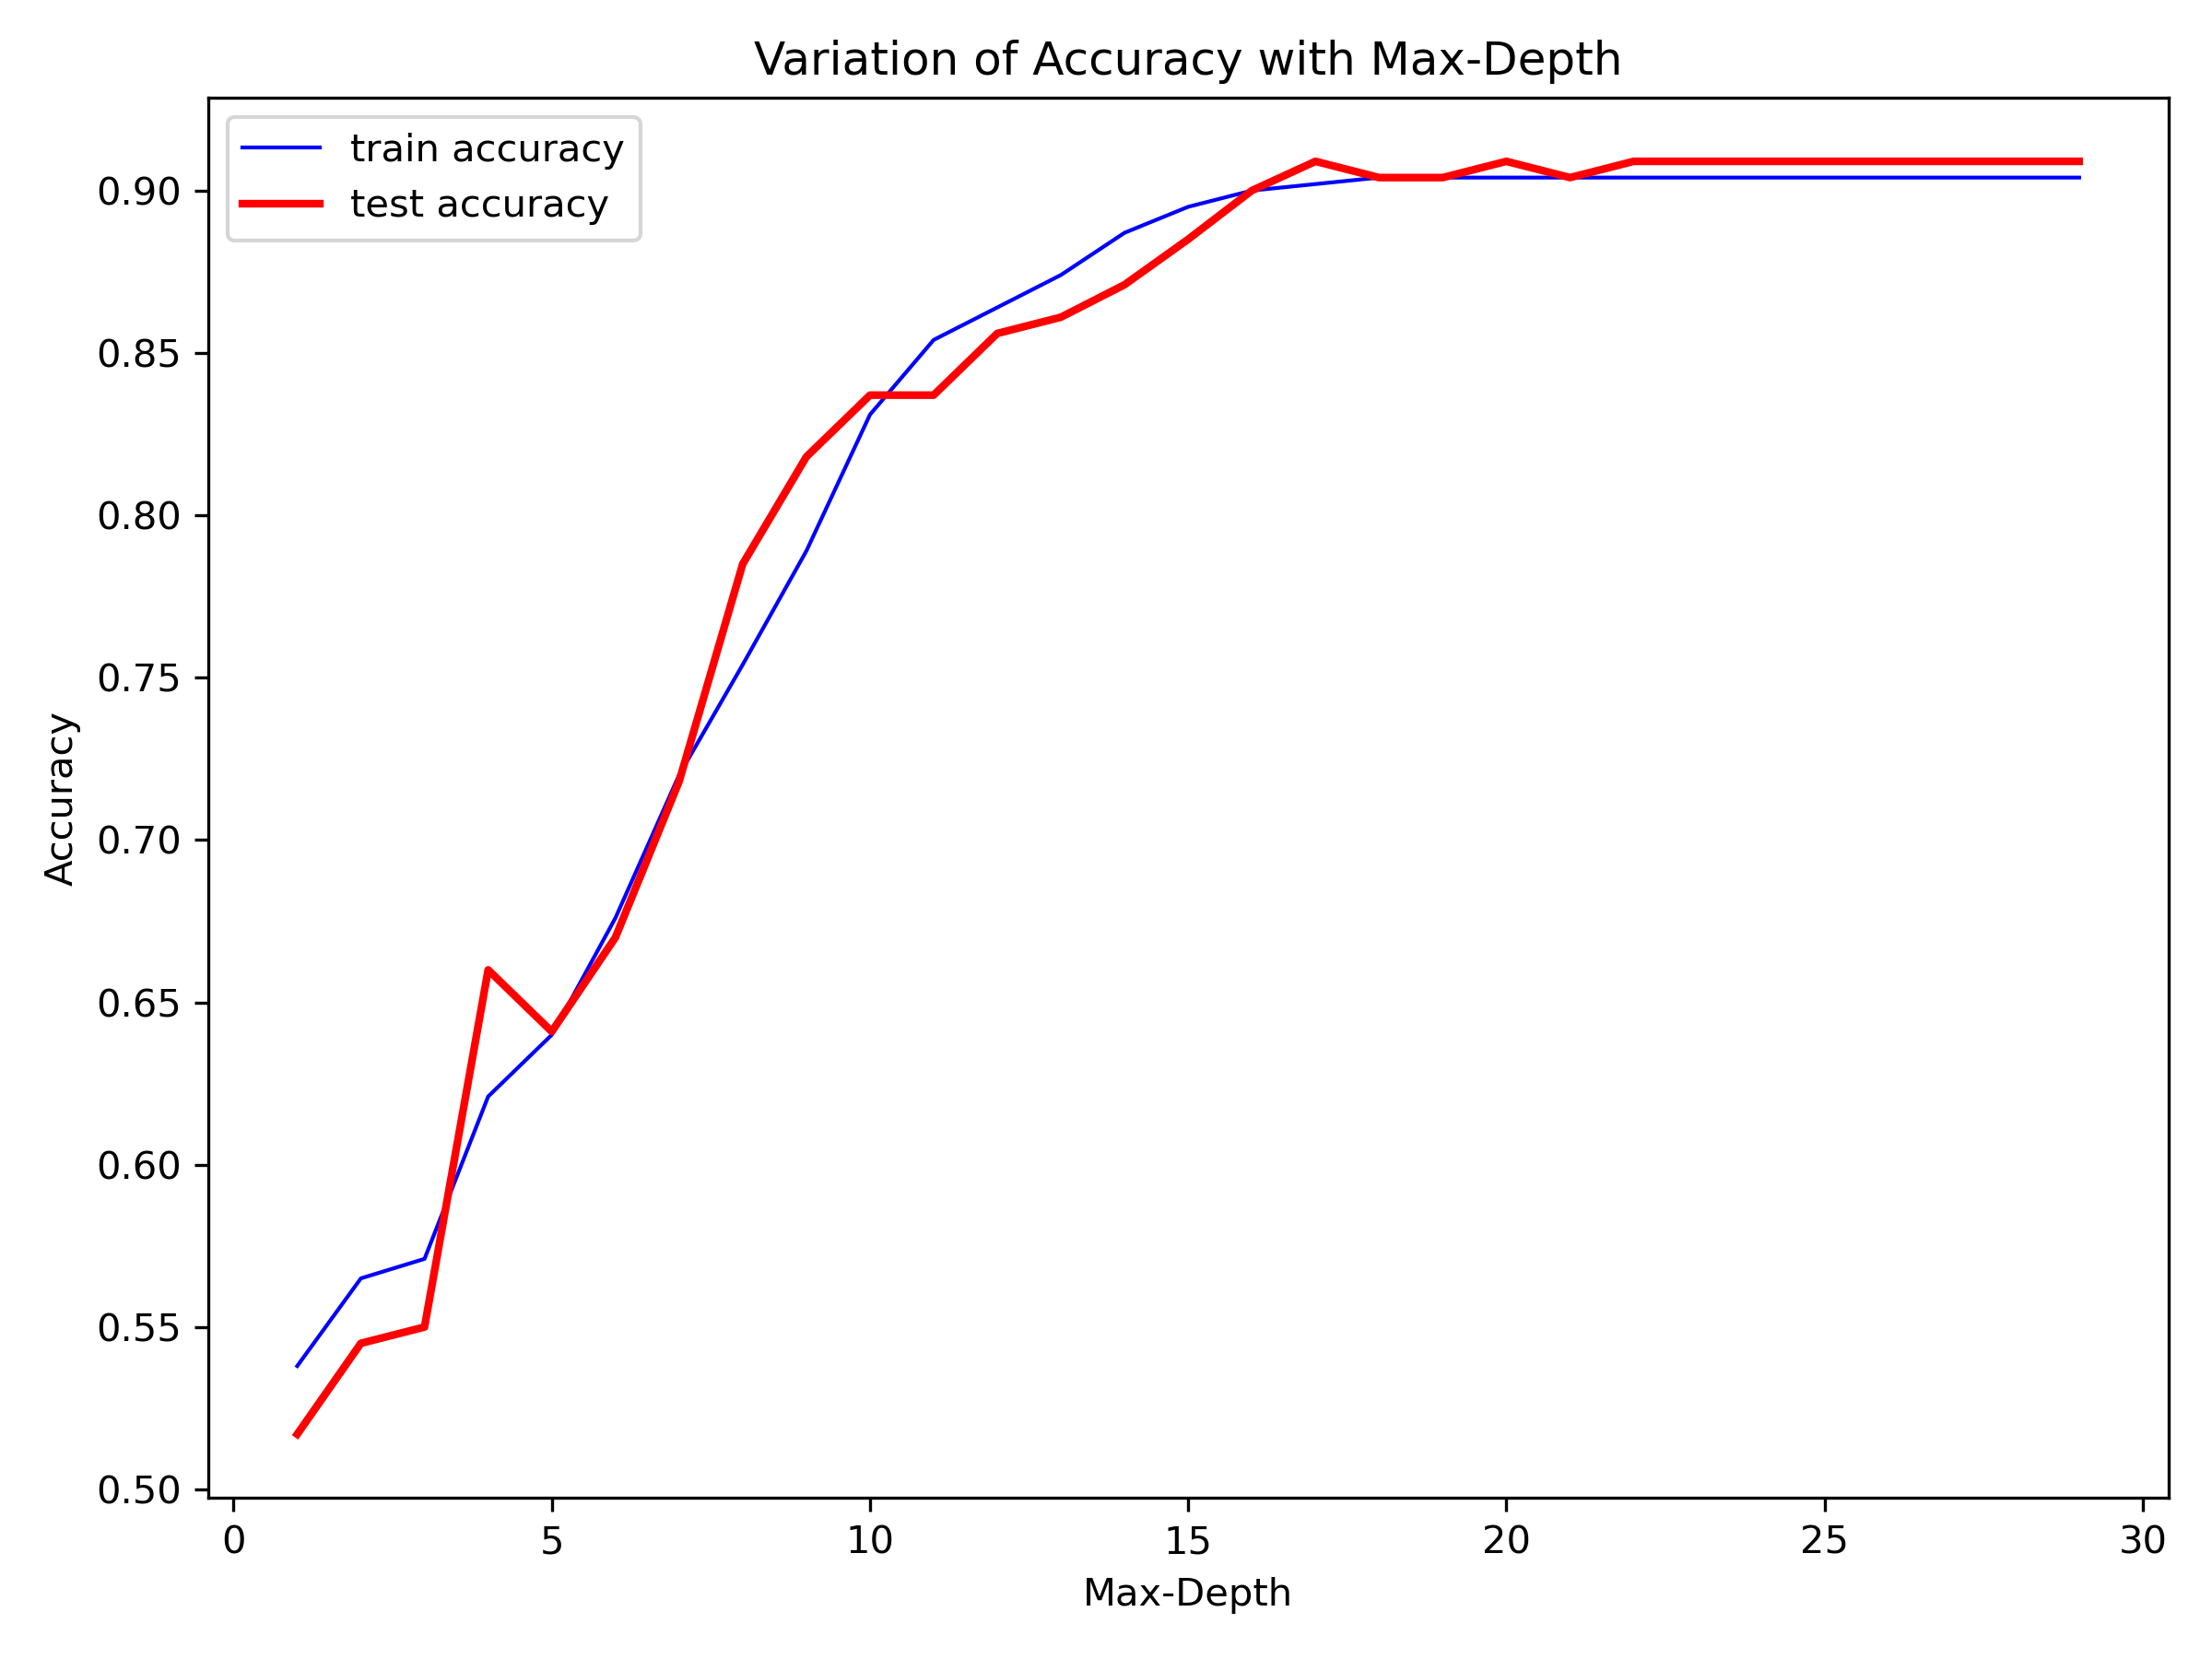 Variation of Accuracy with Max-Depth
train accuracy
test accuracy
0.90
0.85
0.80
0.75
0.70
0.65
0.60
0.55
0.50
Accuracy
0 5 10 15 20 25 30
Max-Depth